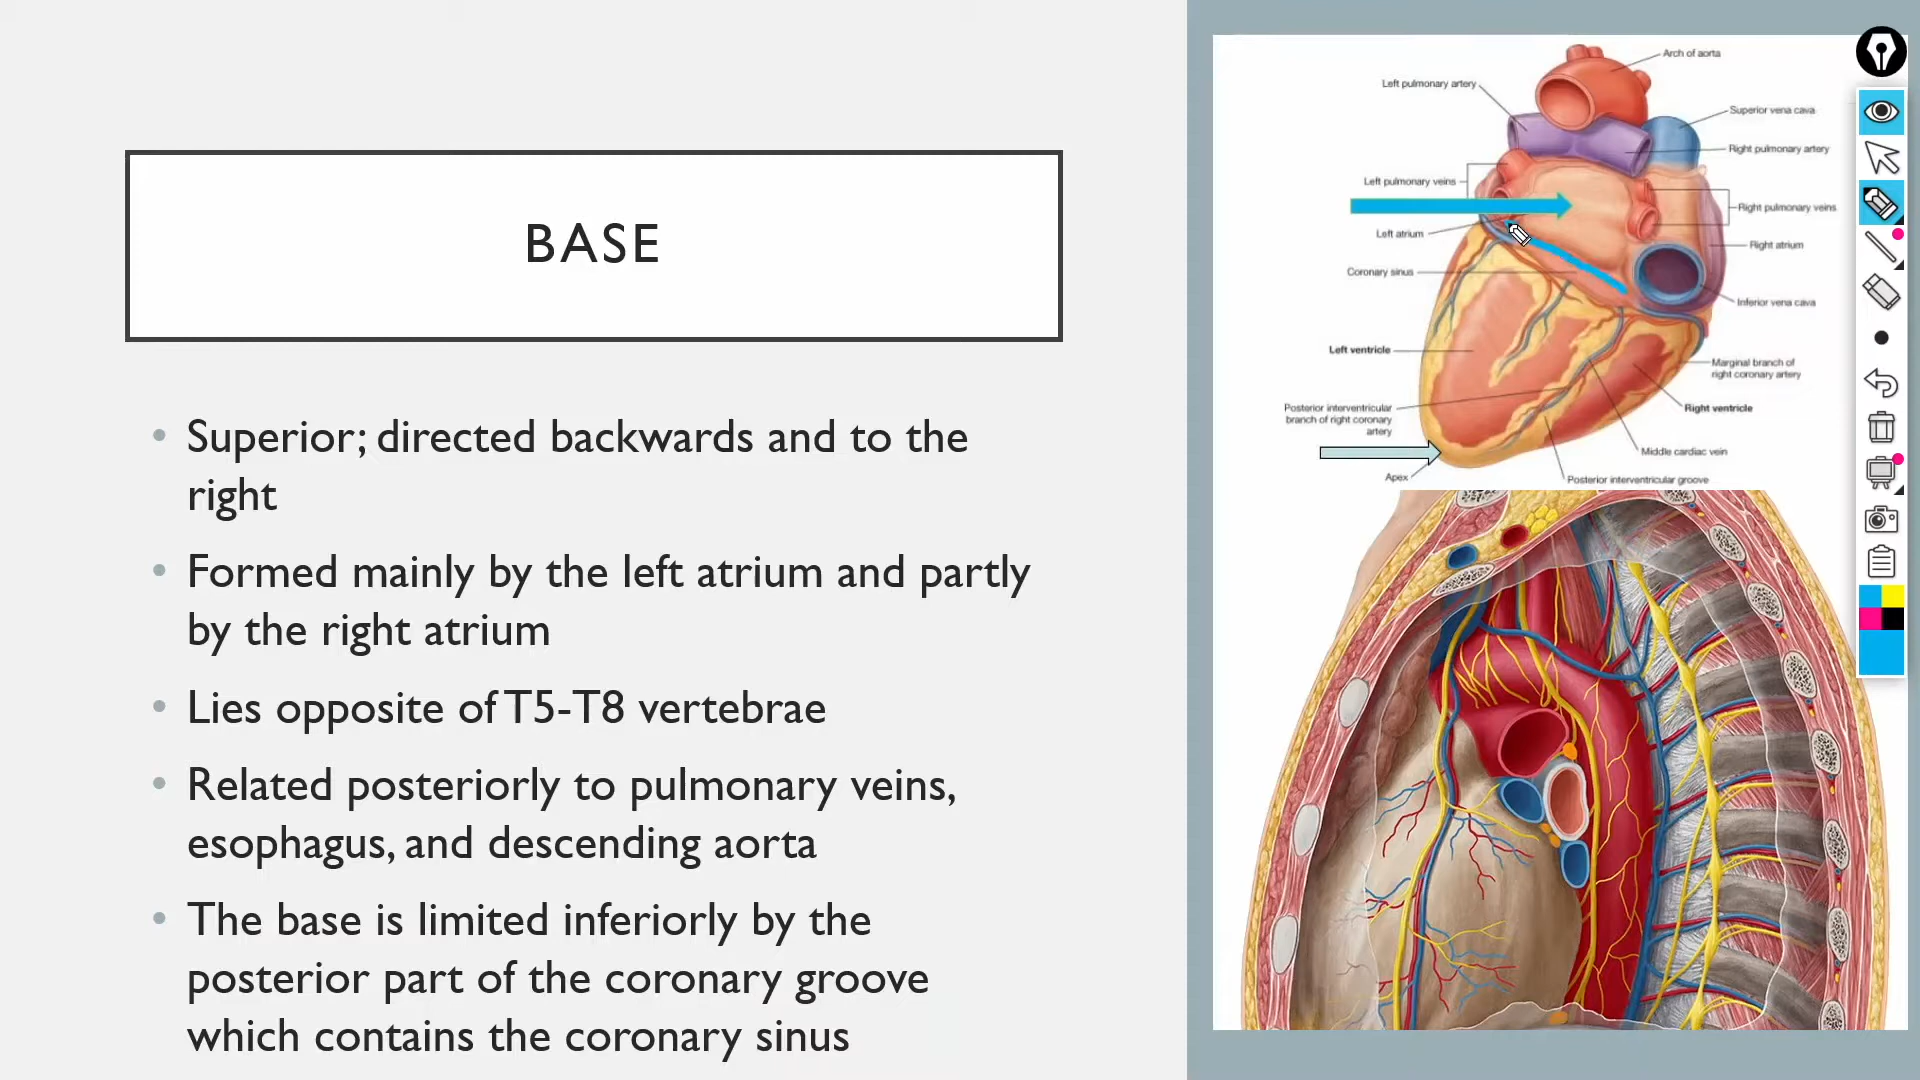 BASE
• Superior; directed backwards and to the
right
• Formed mainly by the left atrium and partly
by the right atrium
• Lies opposite of T5-T8 vertebrae
• Related posteriorly to pulmonary veins,
esophagus, and descending aorta
• The base is limited inferiorly by the
posterior part of the coronary groove
which contains the coronary sinus
Arch of aorta
Left pulmonary artery
Superior vena cava
Right pulmonary artery
Left pulmonary veins
Right pulmonary veins
Left atrium
Right atrium
Coronary sinus
Inferior vena cava
Left ventricle
Marginal branch of
right coronary artery
Posterior interventricular
branch of right coronary
artery
Right ventricle
Middle cardiac vein
Apex
Posterior interventricular groove